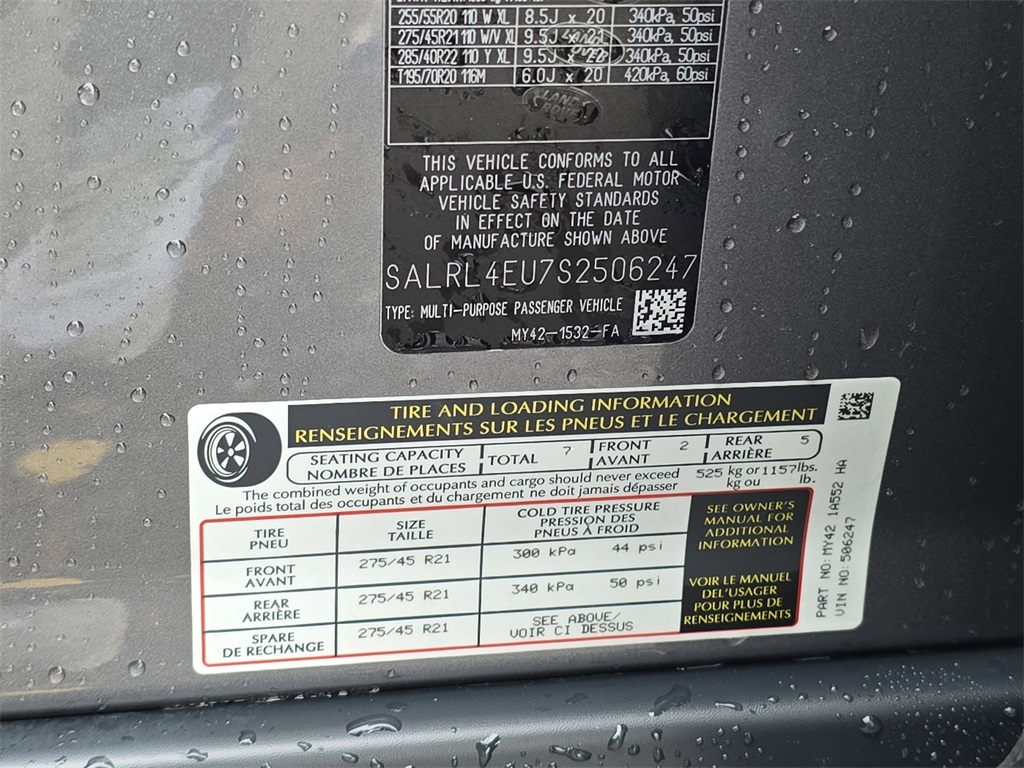 255/55R20 110 W XL 8.5J x 20 340kPa, 50psi
275/45R21 110 W/V XL 9.5J x 21 340kPa, 50psi
285/40R22 110 Y XL 9.5J x 22 340kPa, 50psi
T195/70R20 116M 6.0J x 20 420kPa, 60psi
LAND
ROVER
THIS VEHICLE CONFORMS TO ALL
APPLICABLE U.S. FEDERAL MOTOR
VEHICLE SAFETY STANDARDS
IN EFFECT ON THE DATE
OF MANUFACTURE SHOWN ABOVE
SALRL4EU7S2506247
TYPE: MULTI-PURPOSE PASSENGER VEHICLE
MY42-1532-FA
TIRE AND LOADING INFORMATION
RENSEIGNEMENTS SUR LES PNEUS ET LE CHARGEMENT
SEATING CAPACITY
NOMBRE DE PLACES
TOTAL 7
FRONT 2
AVANT
REAR 5
ARRIÈRE
The combined weight of occupants and cargo should never exceed 525 kg or 1157 lbs.
Le poids total des occupants et du chargement ne doit jamais dépasser kg ou lb.
TIRE
PNEU
SIZE
TAILLE
COLD TIRE PRESSURE
PRESSION DES
PNEUS À FROID
FRONT
AVANT
275/45 R21
300 kPa 44 psi
REAR
ARRIÈRE
275/45 R21
340 kPa 50 psi
SPARE
DE RECHANGE
275/45 R21
SEE ABOVE/
VOIR CI DESSUS
SEE OWNER'S
MANUAL FOR
ADDITIONAL
INFORMATION
VOIR LE MANUEL
DEL'USAGER
POUR PLUS DE
RENSEIGNEMENTS
PART NO: MY42 1A552 HA
VIN NO: 506247